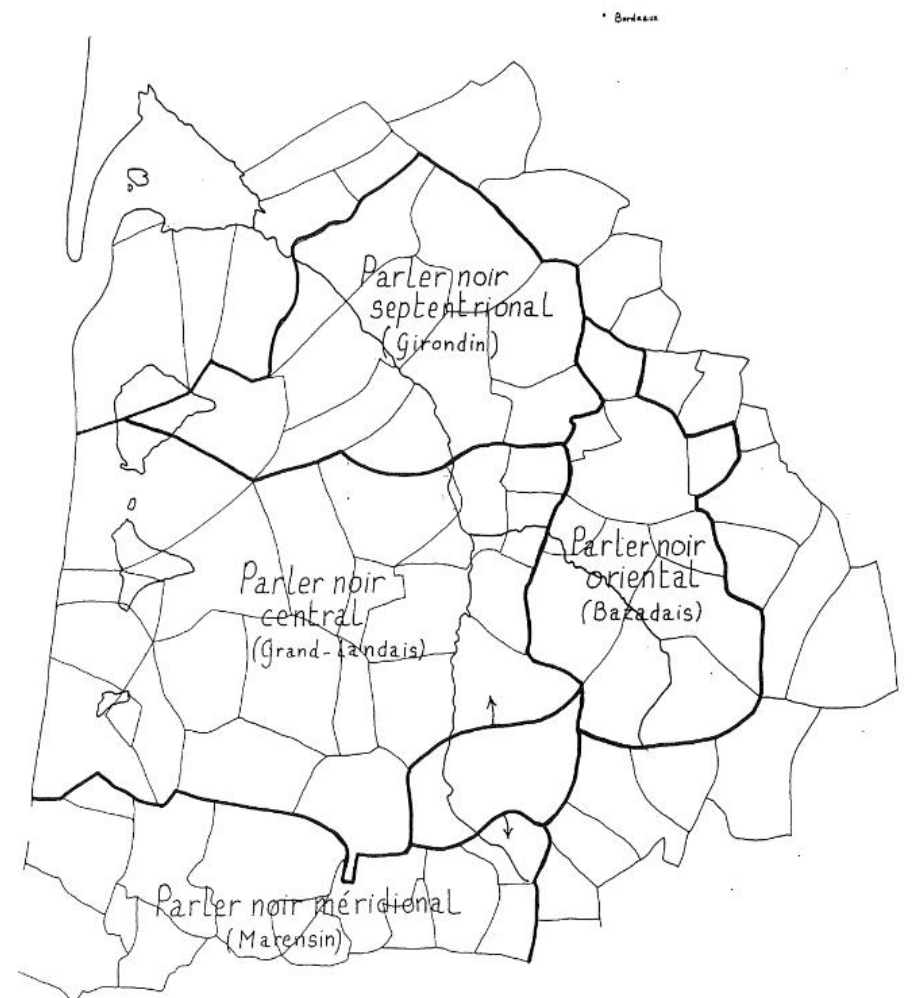 Bordeaux
Parler noir
septentrional
(Girondin)
Parler noir
oriental
(Bazadais)
Parler noir
central
(Grand-Landais)
Parler noir méridional
(Marensin)